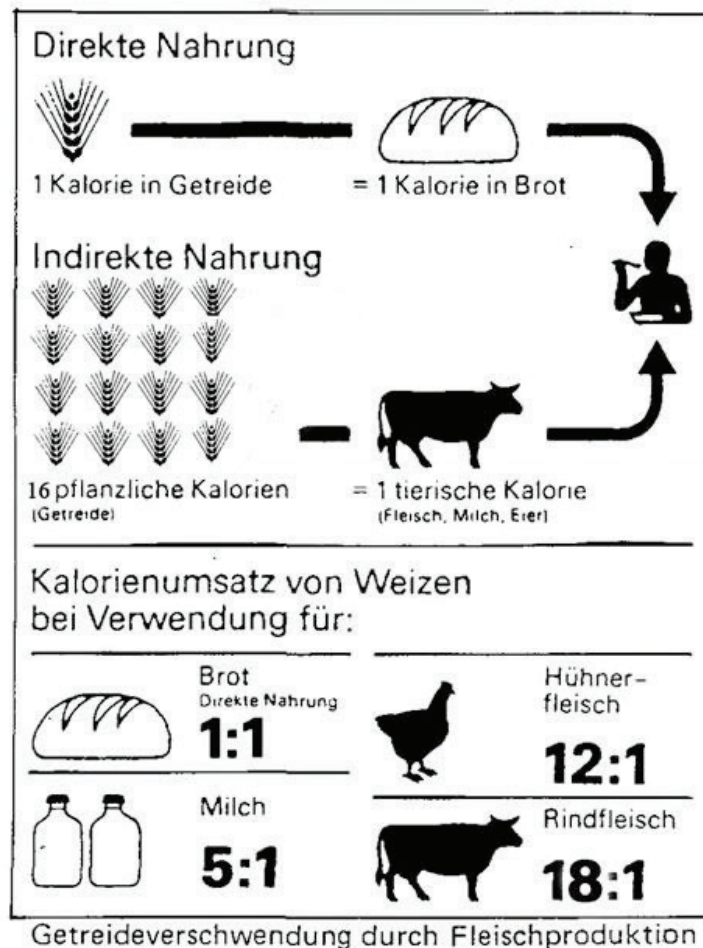 Direkte Nahrung
1 Kalorie in Getreide
= 1 Kalorie in Brot
Indirekte Nahrung
16 pflanzliche Kalorien
(Getreide)
= 1 tierische Kalorie
(Fleisch, Milch, Eier)
Kalorienumsatz von Weizen
bei Verwendung für:
Brot
Direkte Nahrung
1:1
Hühner-
fleisch
12:1
Milch
5:1
Rindfleisch
18:1
Getreideverschwendung durch Fleischproduktion